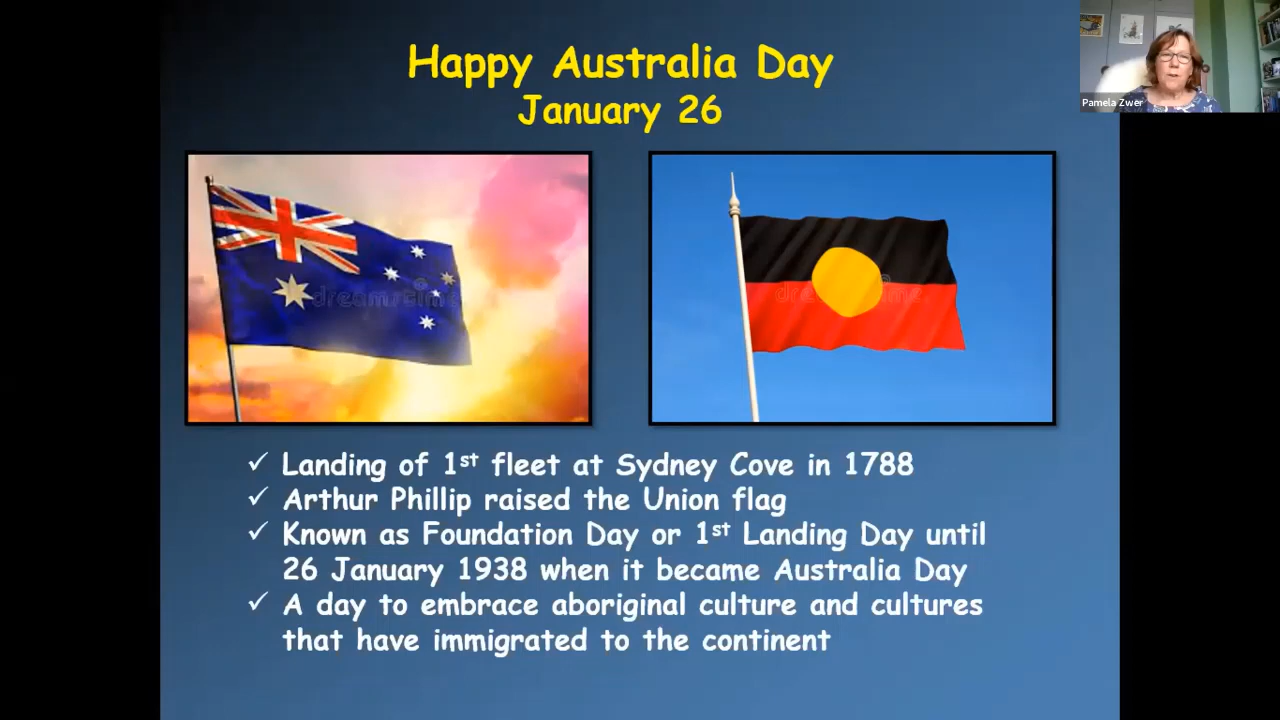 Happy Australia Day
January 26
Pamela Zwer
dreamstime
dreamstime
✓ Landing of 1st fleet at Sydney Cove in 1788
✓ Arthur Phillip raised the Union flag
✓ Known as Foundation Day or 1st Landing Day until
26 January 1938 when it became Australia Day
✓ A day to embrace aboriginal culture and cultures
that have immigrated to the continent